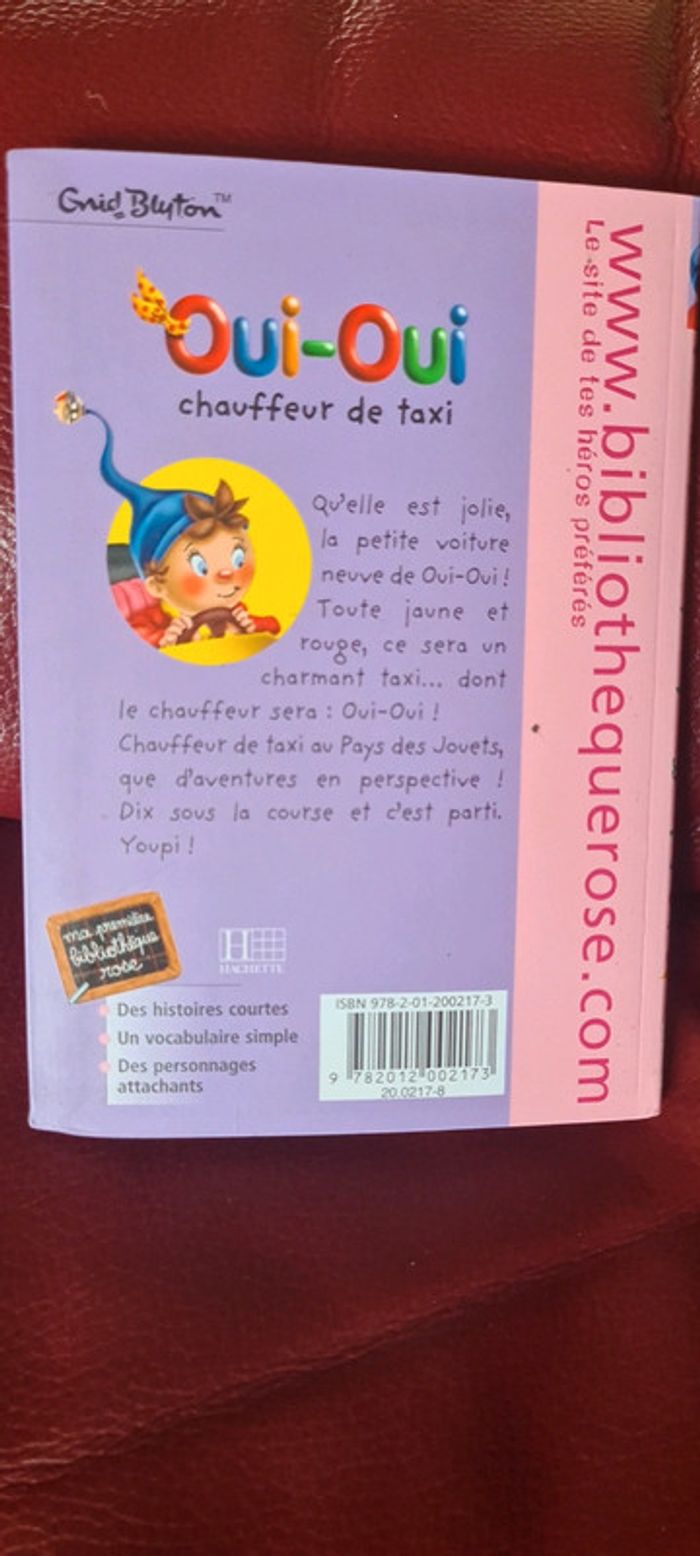 Enid Blyton™
Oui-Oui
chauffeur de taxi
Qu'elle est jolie,
la petite voiture
neuve de Oui-Oui !
Toute jaune et
rouge, ce sera un
charmant taxi... dont
le chauffeur sera : Oui-Oui !
Chauffeur de taxi au Pays des Jouets,
que d'aventures en perspective !
Dix sous la course et c'est parti.
Youpi !
ma première
bibliothèque
rose
H
HACHETTE
Des histoires courtes
Un vocabulaire simple
Des personnages
attachants
ISBN 978-2-01-200217-3
9 782012 002173
20.0217-8
www.bibliothequerose.com
Le site de tes héros préférés